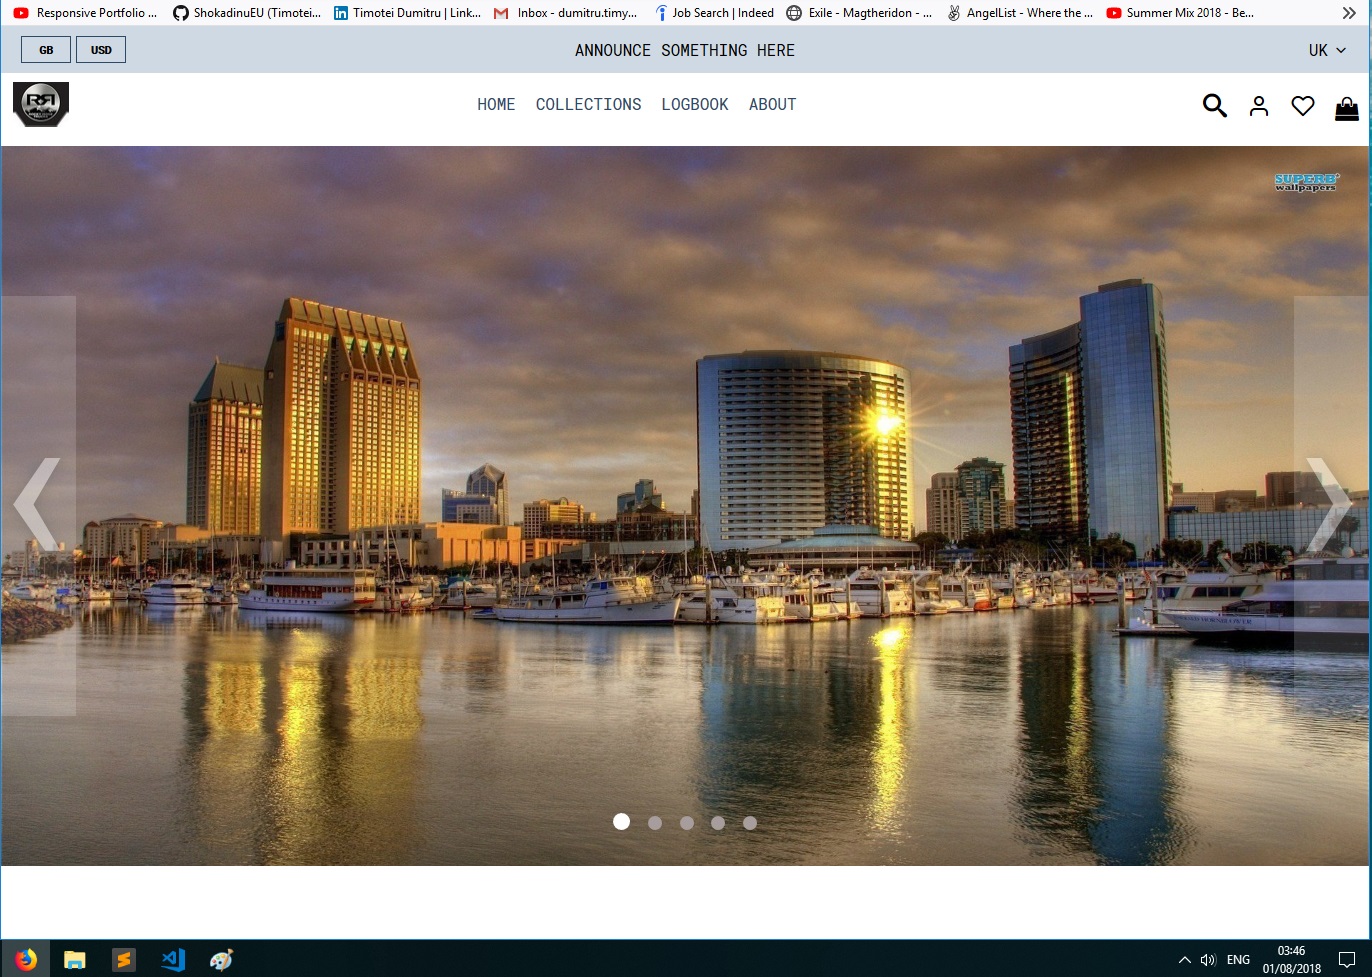 Responsive Portfolio ...
ShokadinuEU (Timotei...
Timotei Dumitru | Link...
Inbox - dumitru.timy...
Job Search | Indeed
Exile - Magtheridon - ...
AngelList - Where the ...
Summer Mix 2018 - Be...
GB
USD
ANNOUNCE SOMETHING HERE
UK
HOME
COLLECTIONS
LOGBOOK
ABOUT
SUPERB
wallpapers
ENG
03:46
01/08/2018